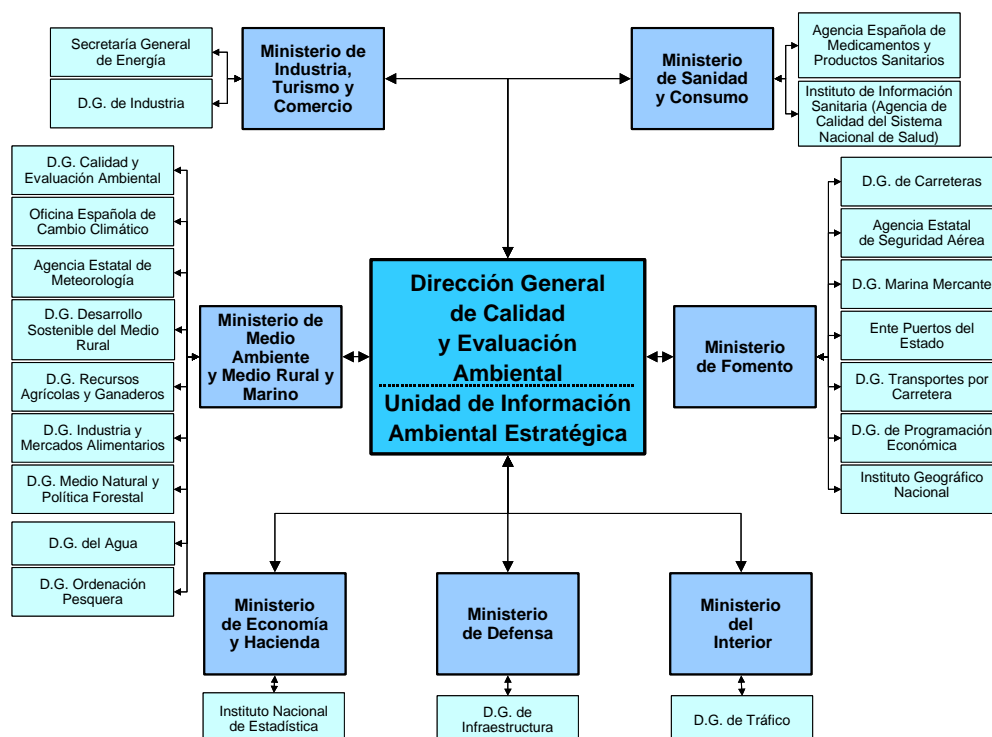 Secretaría General
de Energía
D.G. de Industria
Ministerio de
Industria,
Turismo y
Comercio
Ministerio
de Sanidad
y Consumo
Agencia Española de
Medicamentos y
Productos Sanitarios
Instituto de Información
Sanitaria (Agencia de
Calidad del Sistema
Nacional de Salud)
D.G. Calidad y
Evaluación Ambiental
Oficina Española de
Cambio Climático
Agencia Estatal de
Meteorología
D.G. Desarrollo
Sostenible del Medio
Rural
D.G. Recursos
Agrícolas y Ganaderos
D.G. Industria y
Mercados Alimentarios
D.G. Medio Natural y
Política Forestal
D.G. del Agua
D.G. Ordenación
Pesquera
Ministerio de
Medio
Ambiente
y Medio Rural y
Marino
Dirección General
de Calidad
y Evaluación
Ambiental
Unidad de Información
Ambiental Estratégica
Ministerio
de Fomento
D.G. de Carreteras
Agencia Estatal
de Seguridad Aérea
D.G. Marina Mercante
Ente Puertos del
Estado
D.G. Transportes por
Carretera
D.G. de Programación
Económica
Instituto Geográfico
Nacional
Ministerio
de Economía
y Hacienda
Ministerio
de Defensa
Ministerio
del
Interior
Instituto Nacional
de Estadística
D.G. de
Infraestructura
D.G. de Tráfico